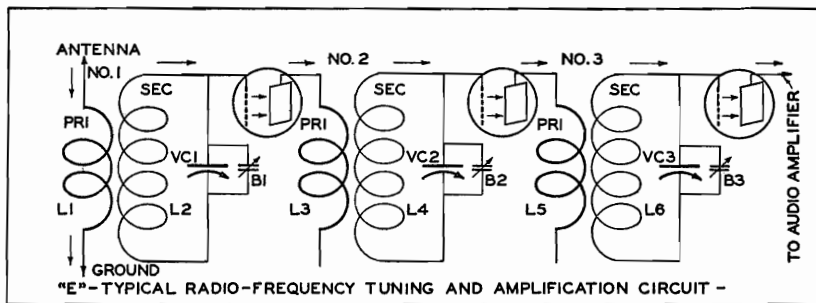 ANTENNA
NO.1
NO.2
NO.3
SEC
SEC
SEC
PRI
PRI
PRI
VC1
VC2
VC3
B1
B2
B3
L1
L2
L3
L4
L5
L6
GROUND
TO AUDIO AMPLIFIER
"E"-TYPICAL RADIO-FREQUENCY TUNING AND AMPLIFICATION CIRCUIT-